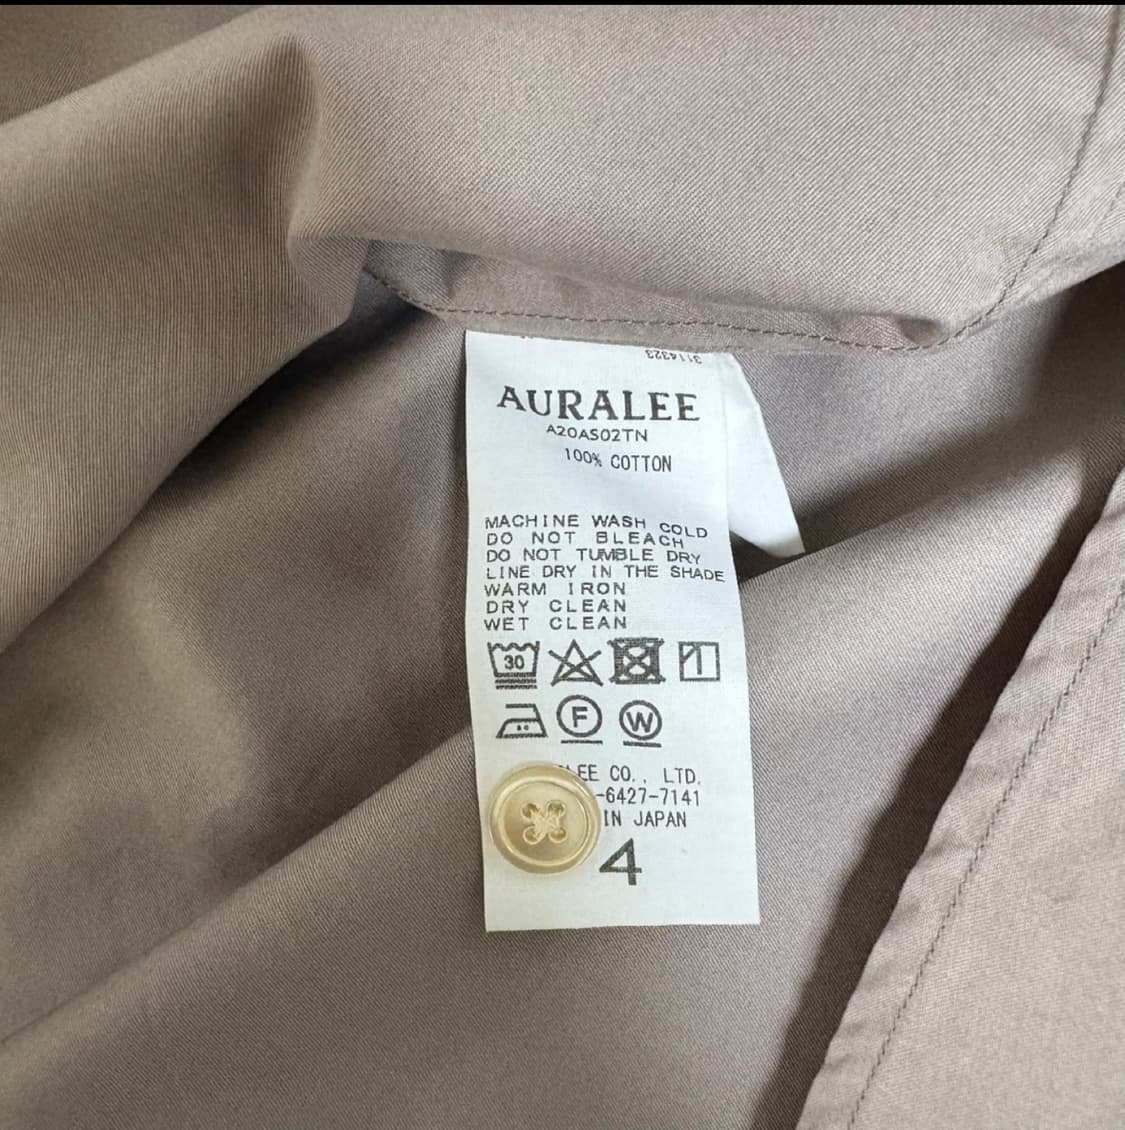 3114323
AURALEE
A20AS02TN
100% COTTON
MACHINE WASH COLD
DO NOT BLEACH
DO NOT TUMBLE DRY
LINE DRY IN THE SHADE
WARM IRON
DRY CLEAN
WET CLEAN
30
F W
LEE CO., LTD.
-6427-7141
IN JAPAN
4